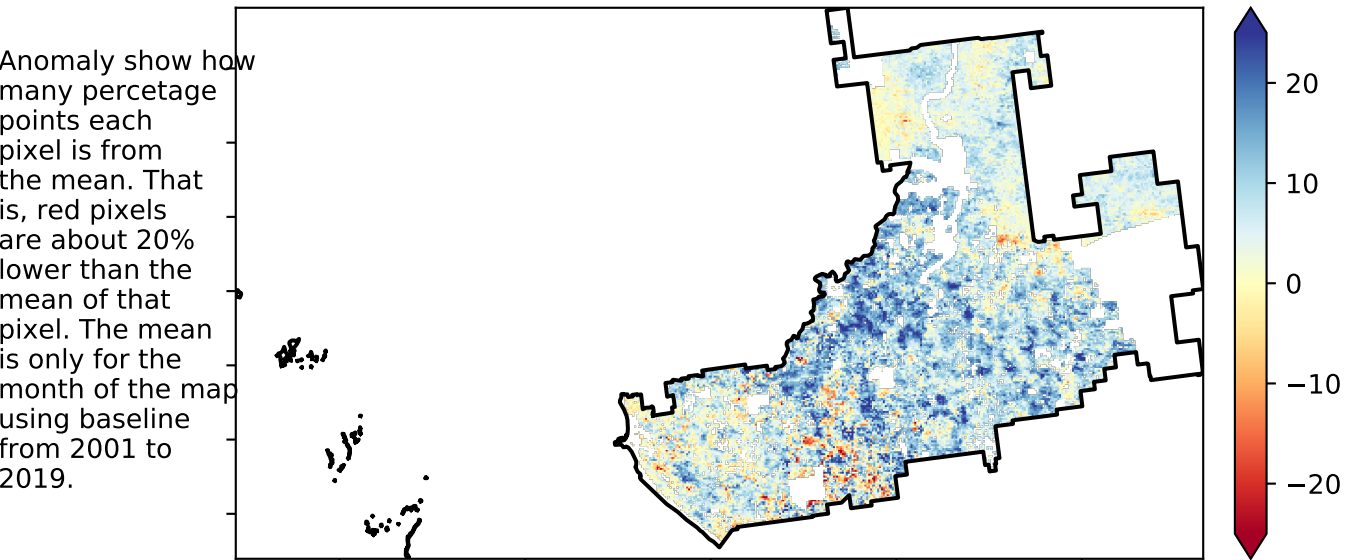 Anomaly show how
many percetage
points each
pixel is from
the mean. That
is, red pixels
are about 20%
lower than the
mean of that
pixel. The mean
is only for the
month of the map
using baseline
from 2001 to
2019.
20
10
0
−10
−20